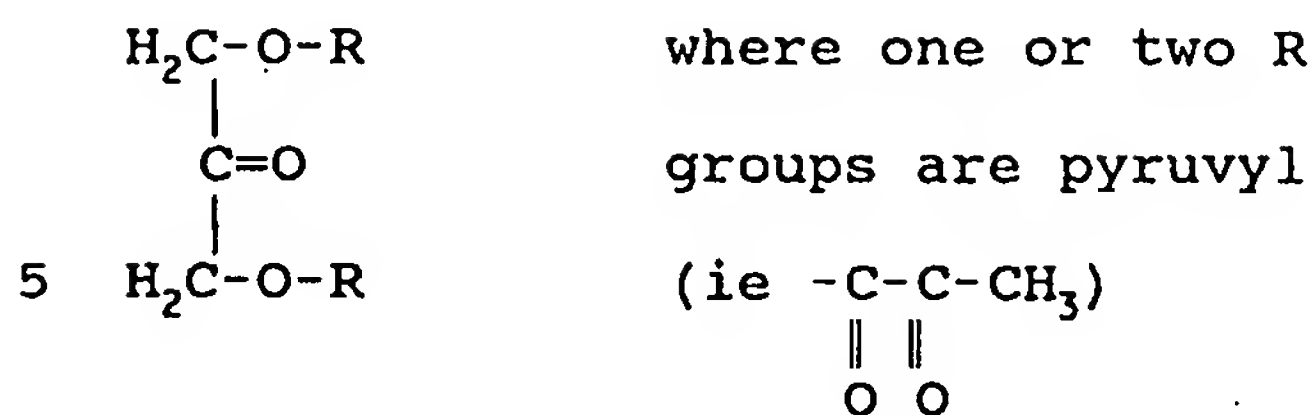 H₂C-O-R where one or two R
|
C=O groups are pyruvyl
|
5 H₂C-O-R (ie -C-C-CH₃)
|| ||
O O